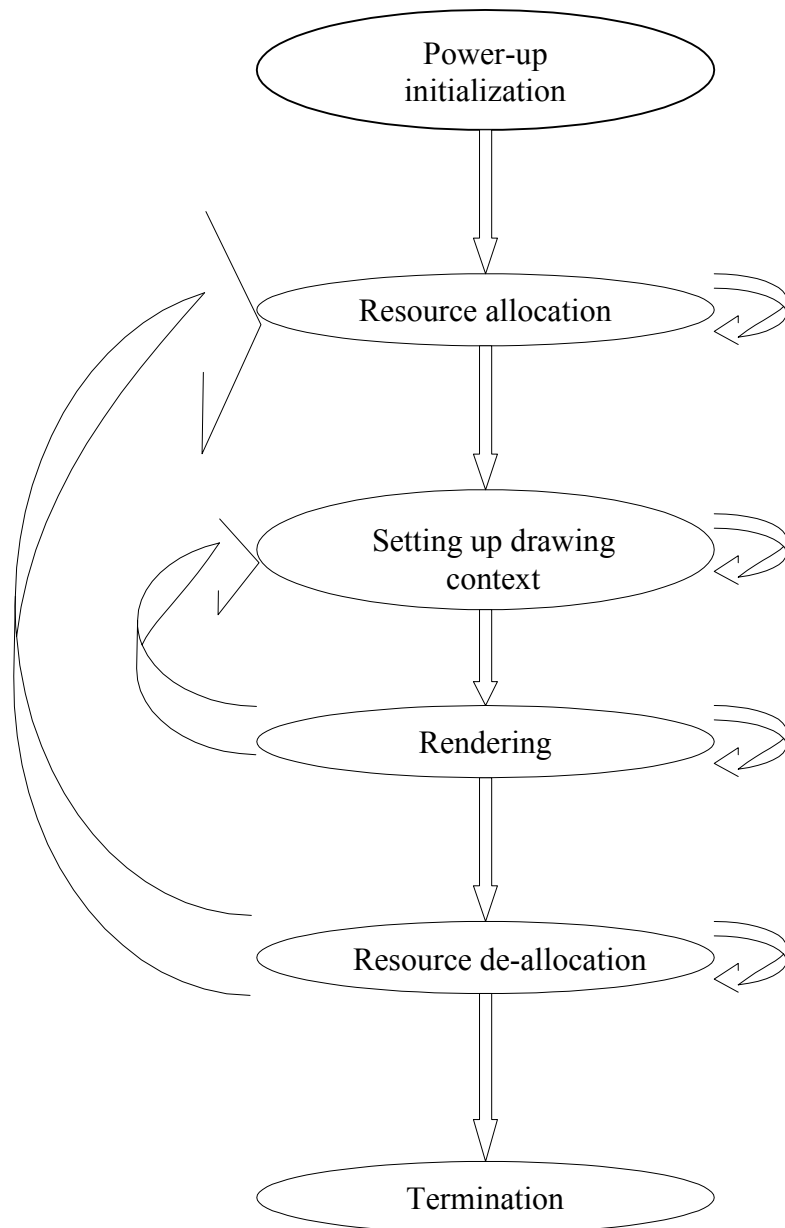 Power-up
initialization
Resource allocation
Setting up drawing
context
Rendering
Resource de-allocation
Termination